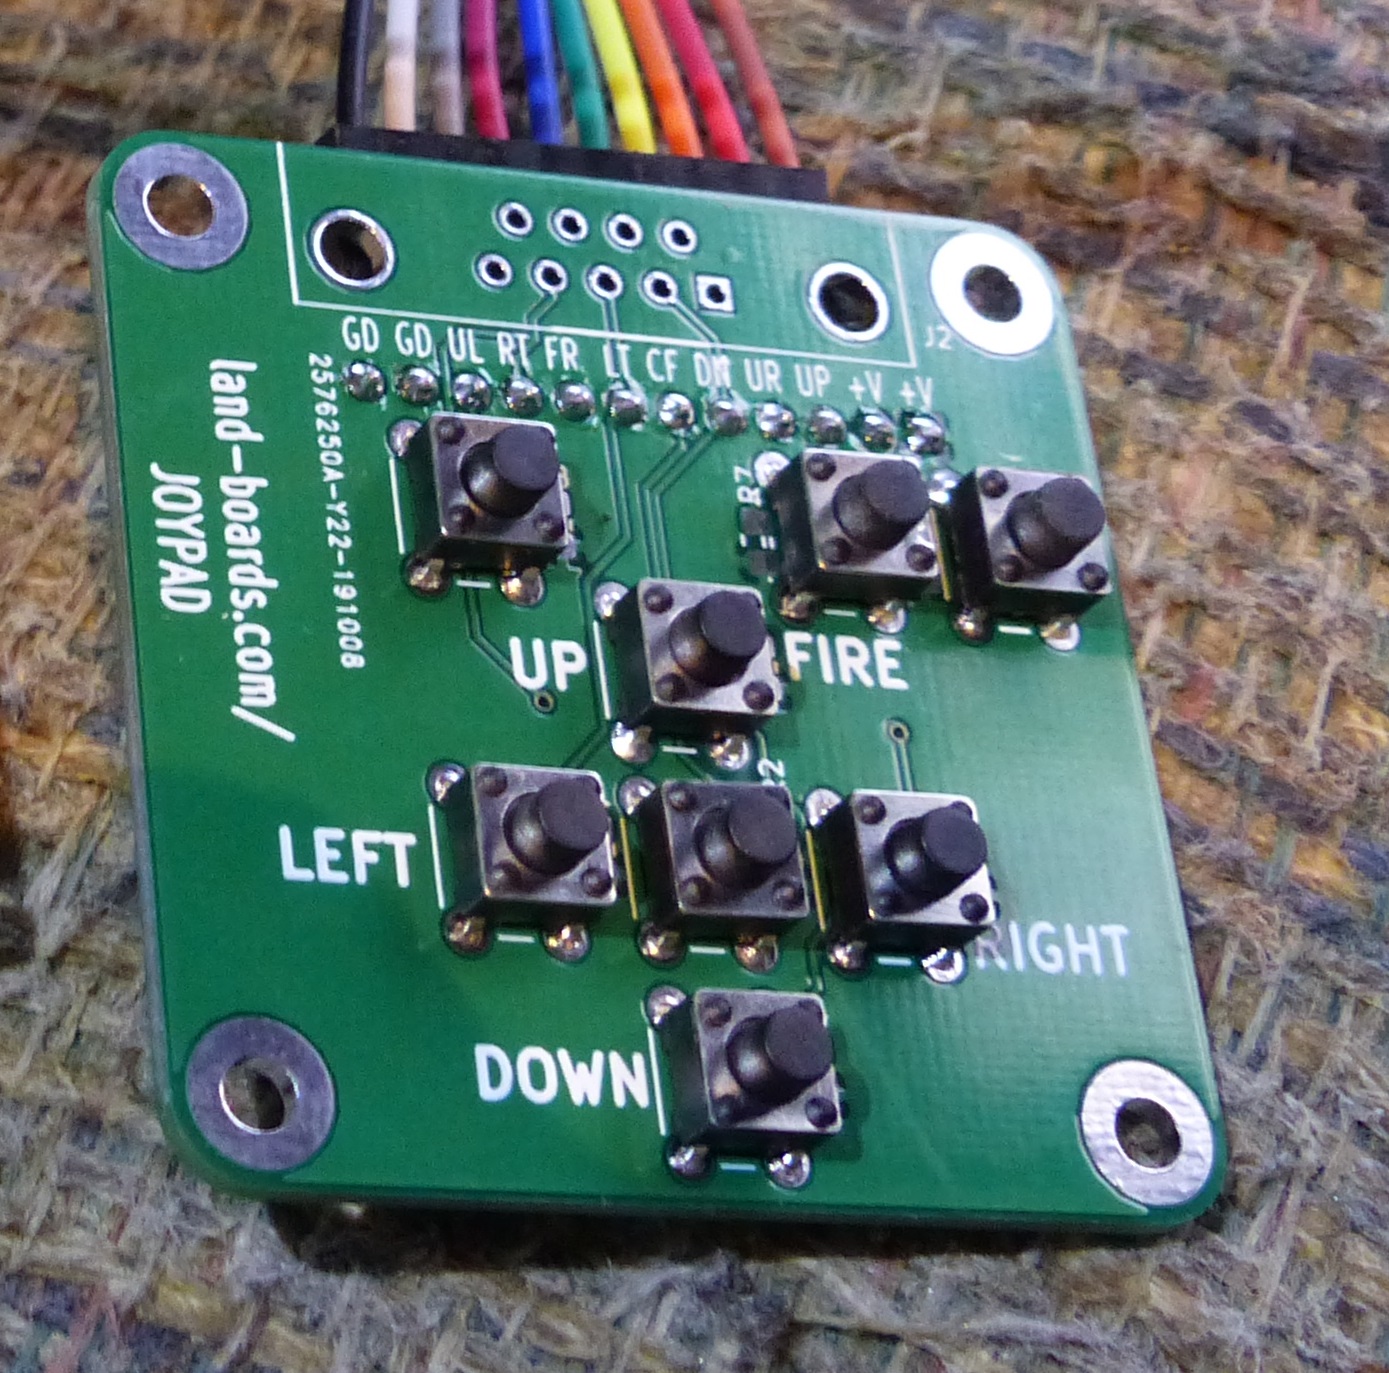 J2
GD GD UL RT FR LT CF DN UR UP +V +V
land-boards.com/
JOYPAD
2576250A-Y22-191008
R7
UP
FIRE
LEFT
RIGHT
DOWN